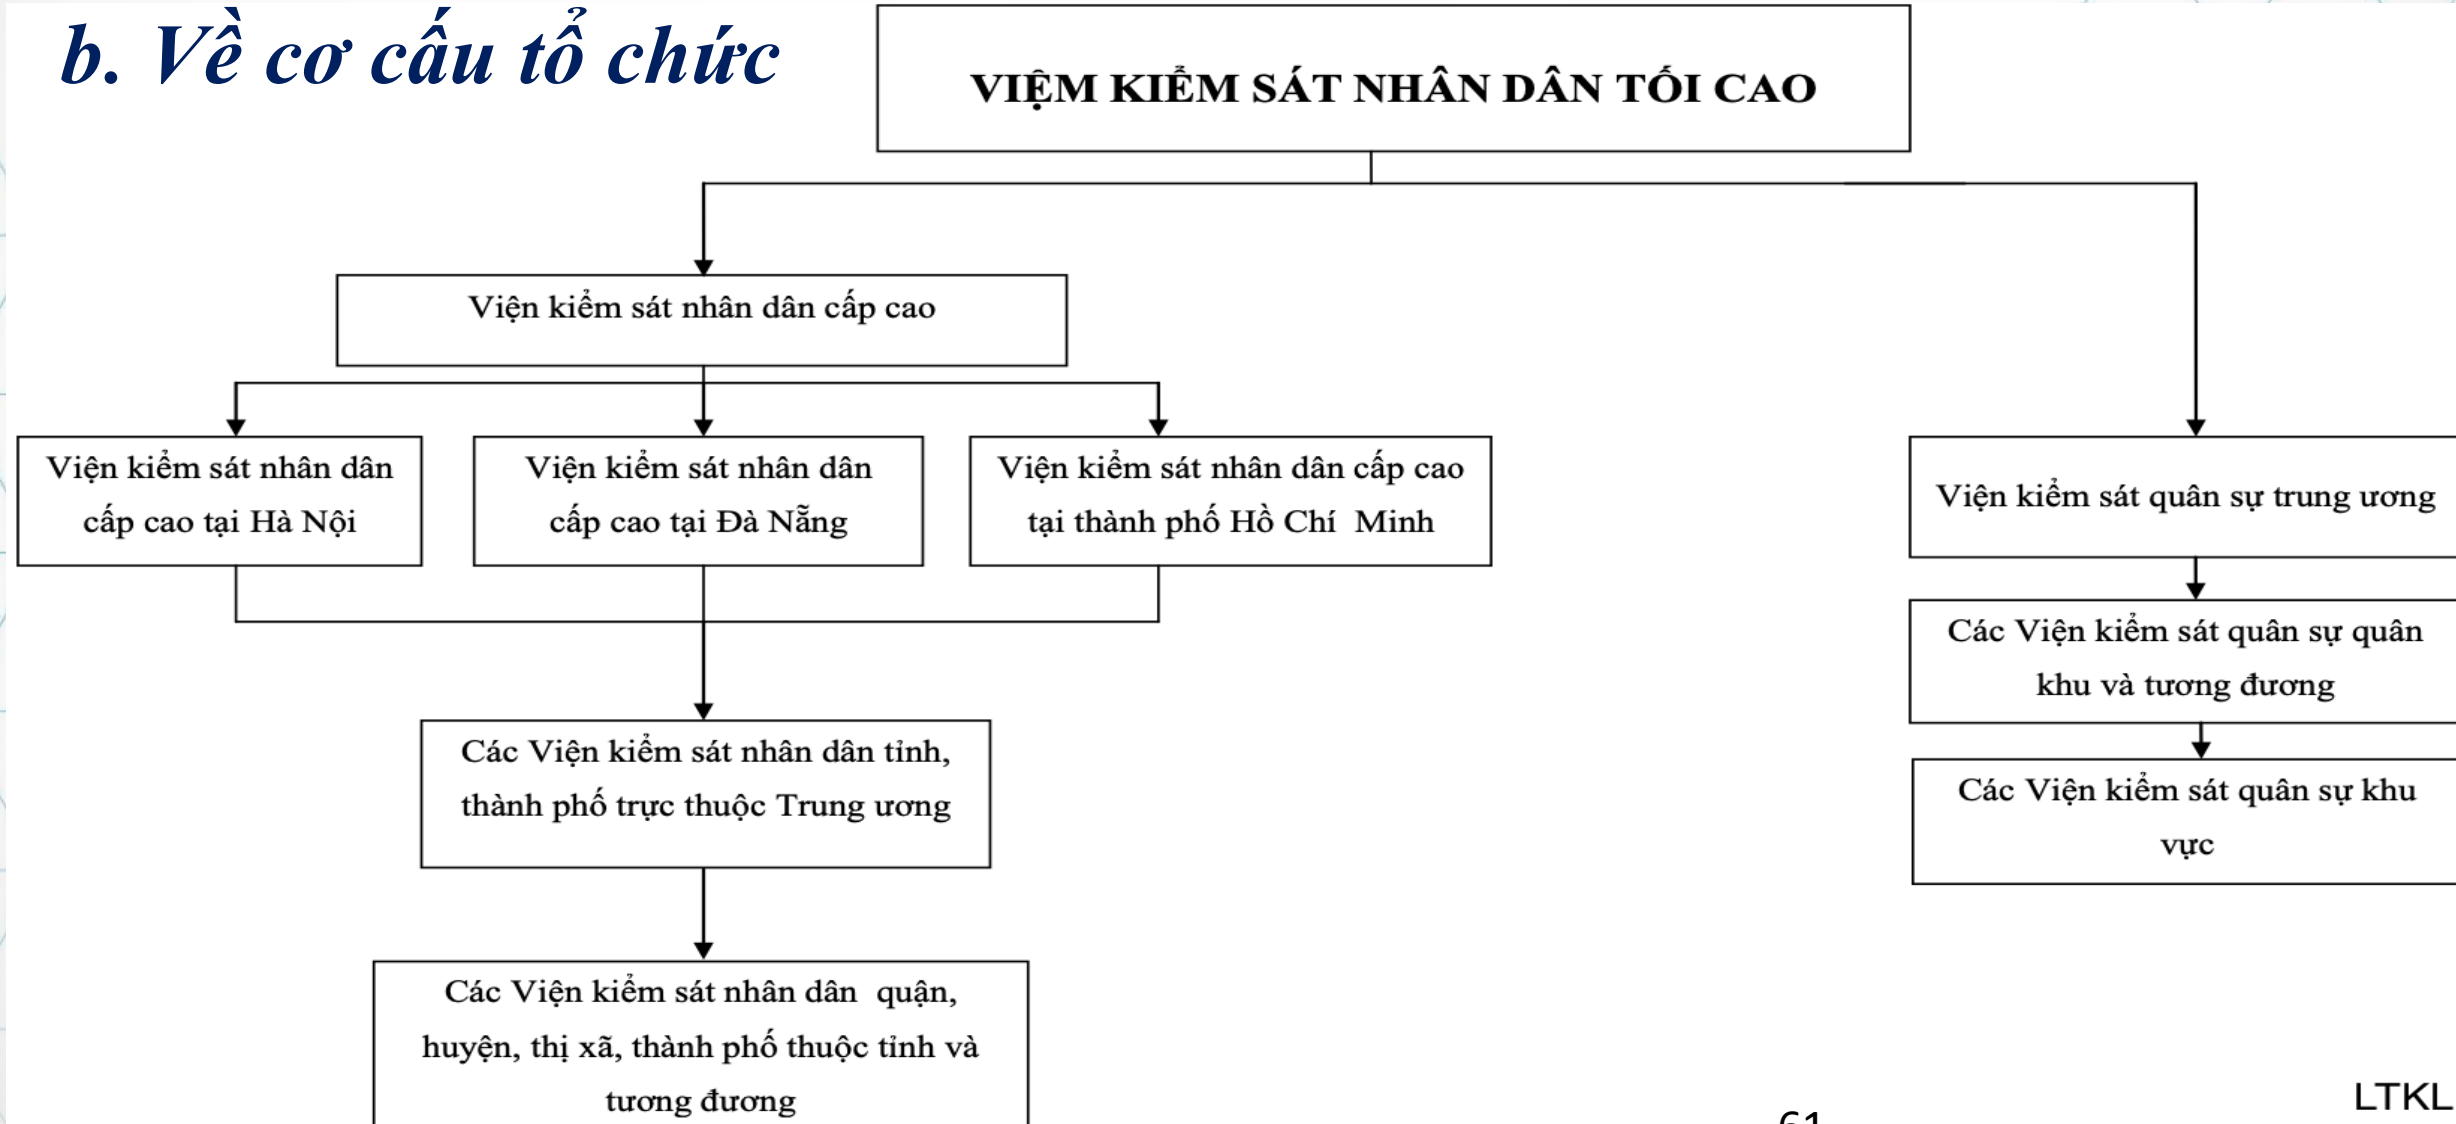 b. Về cơ cấu tổ chức
VIỆM KIỂM SÁT NHÂN DÂN TỐI CAO
Viện kiểm sát nhân dân cấp cao
Viện kiểm sát nhân dân
cấp cao tại Hà Nội
Viện kiểm sát nhân dân
cấp cao tại Đà Nẵng
Viện kiểm sát nhân dân cấp cao
tại thành phố Hồ Chí Minh
Viện kiểm sát quân sự trung ương
Các Viện kiểm sát quân sự quân
khu và tương đương
Các Viện kiểm sát quân sự khu
vực
Các Viện kiểm sát nhân dân tỉnh,
thành phố trực thuộc Trung ương
Các Viện kiểm sát nhân dân quận,
huyện, thị xã, thành phố thuộc tỉnh và
tương đương
LTKL
61